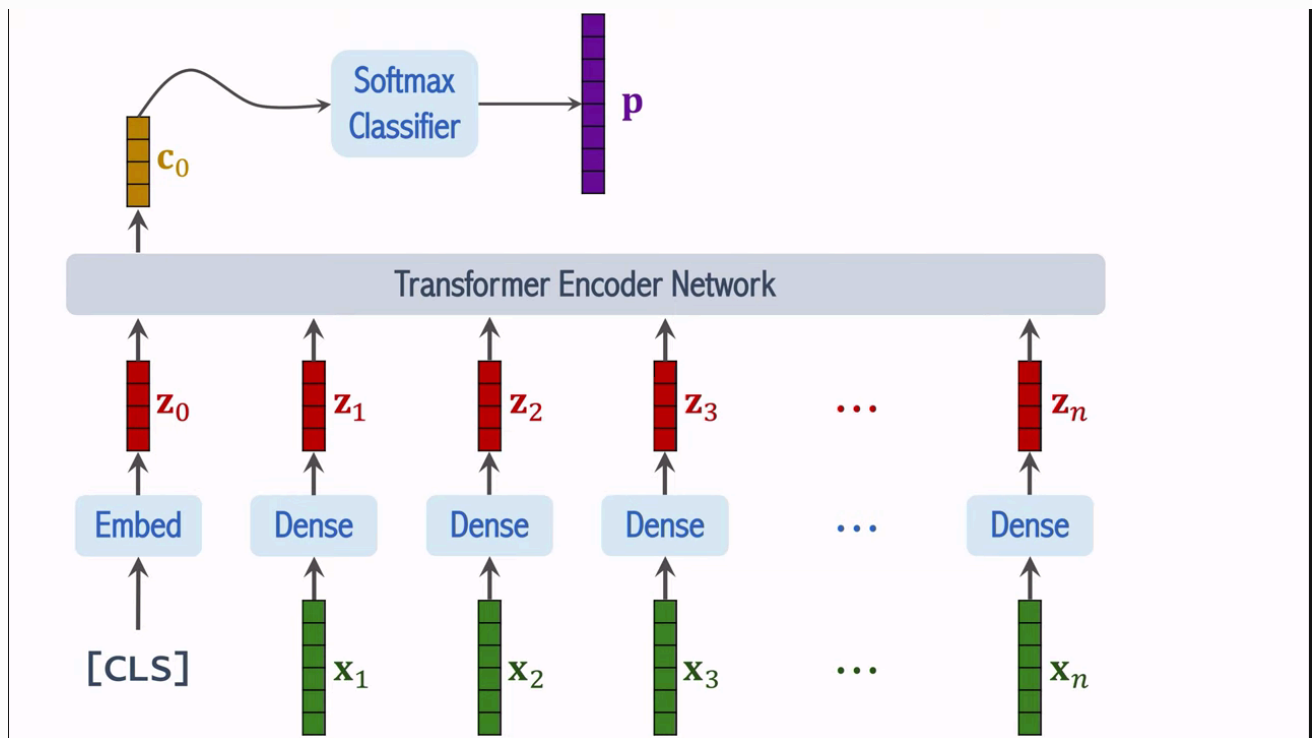 Softmax
Classifier
p
c₀
Transformer Encoder Network
z₀ z₁ z₂ z₃ ... zₙ
Embed Dense Dense Dense ... Dense
[CLS] x₁ x₂ x₃ ... xₙ